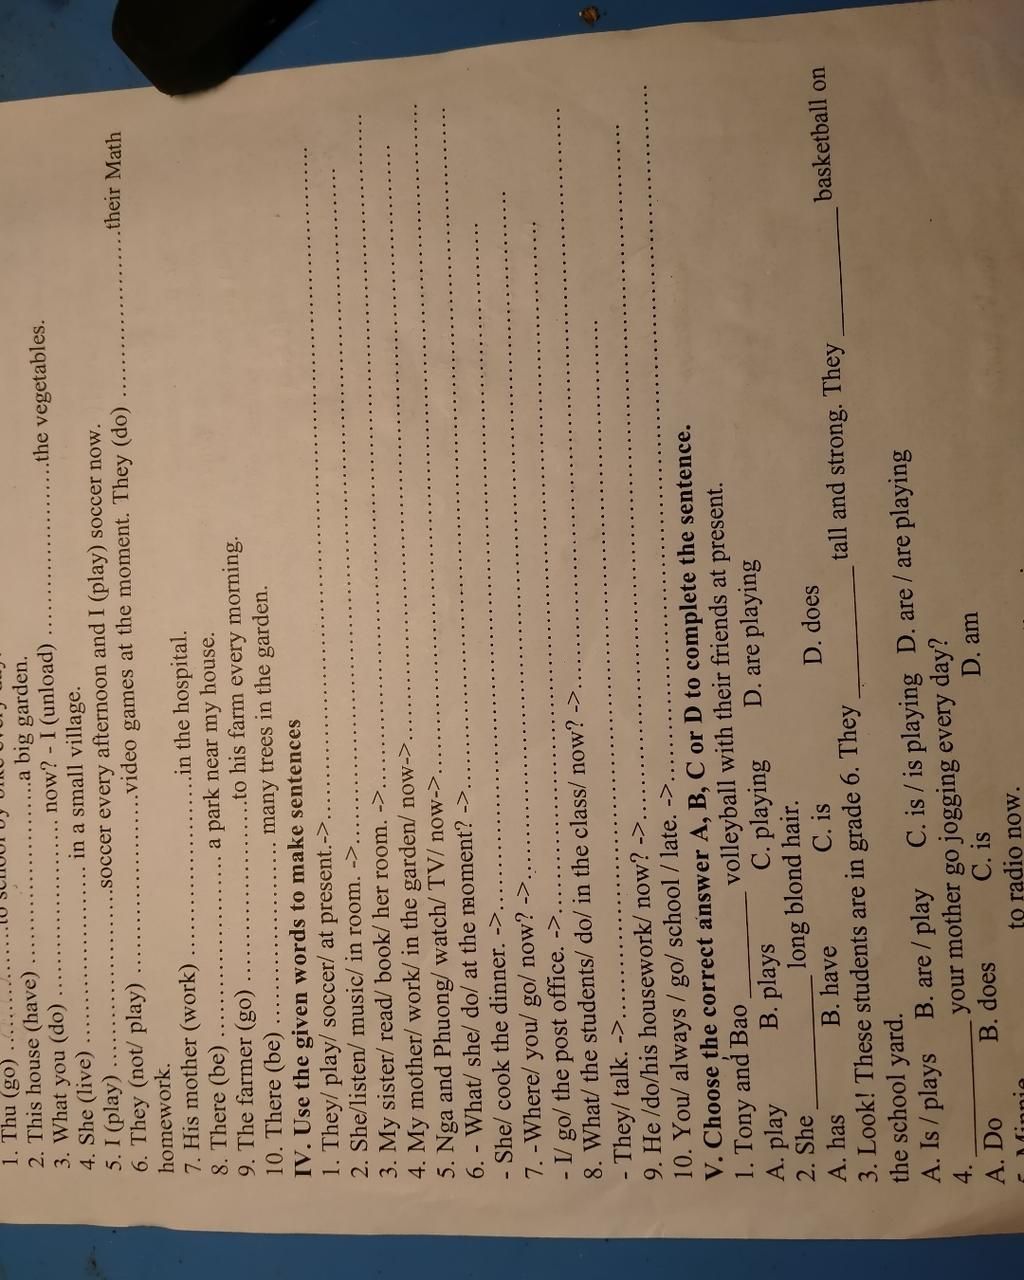 1. Thu (go) ............to school by bike every day.
2. This house (have) ..............................a big garden.
3. What you (do) ........................... now? - I (unload) ..........................the vegetables.
4. She (live) ........................... in a small village.
5. I (play) ...........................soccer every afternoon and I (play) soccer now.
6. They (not/ play) ...........................video games at the moment. They (do) ...........................their Math
homework.
7. His mother (work) ...........................in the hospital.
8. There (be) ........................... a park near my house.
9. The farmer (go) ...........................to his farm every morning.
10. There (be) ........................... many trees in the garden.
IV. Use the given words to make sentences
1. They/ play/ soccer/ at present.->...........................
2. She/listen/ music/ in room. ->...........................
3. My sister/ read/ book/ her room. ->...........................
4. My mother/ work/ in the garden/ now->...........................
5. Nga and Phuong/ watch/ TV/ now->...........................
6. - What/ she/ do/ at the moment? ->...........................
- She/ cook the dinner. ->...........................
7. - Where/ you/ go/ now? ->...........................
- I/ go/ the post office. ->...........................
8. What/ the students/ do/ in the class/ now? ->...........................
- They/ talk. ->...........................
9. He /do/his housework/ now? ->...........................
10. You/ always / go/ school / late. ->...........................
V. Choose the correct answer A, B, C or D to complete the sentence.
1. Tony and Bao __________ volleyball with their friends at present.
A. play B. plays C. playing D. are playing
2. She __________ long blond hair.
A. has B. have C. is D. does
3. Look! These students are in grade 6. They __________ tall and strong. They __________ basketball on
the school yard.
A. Is / plays B. are / play C. is / is playing D. are / are playing
4. __________ your mother go jogging every day?
A. Do B. does C. is D. am
5. Minnie to radio now.